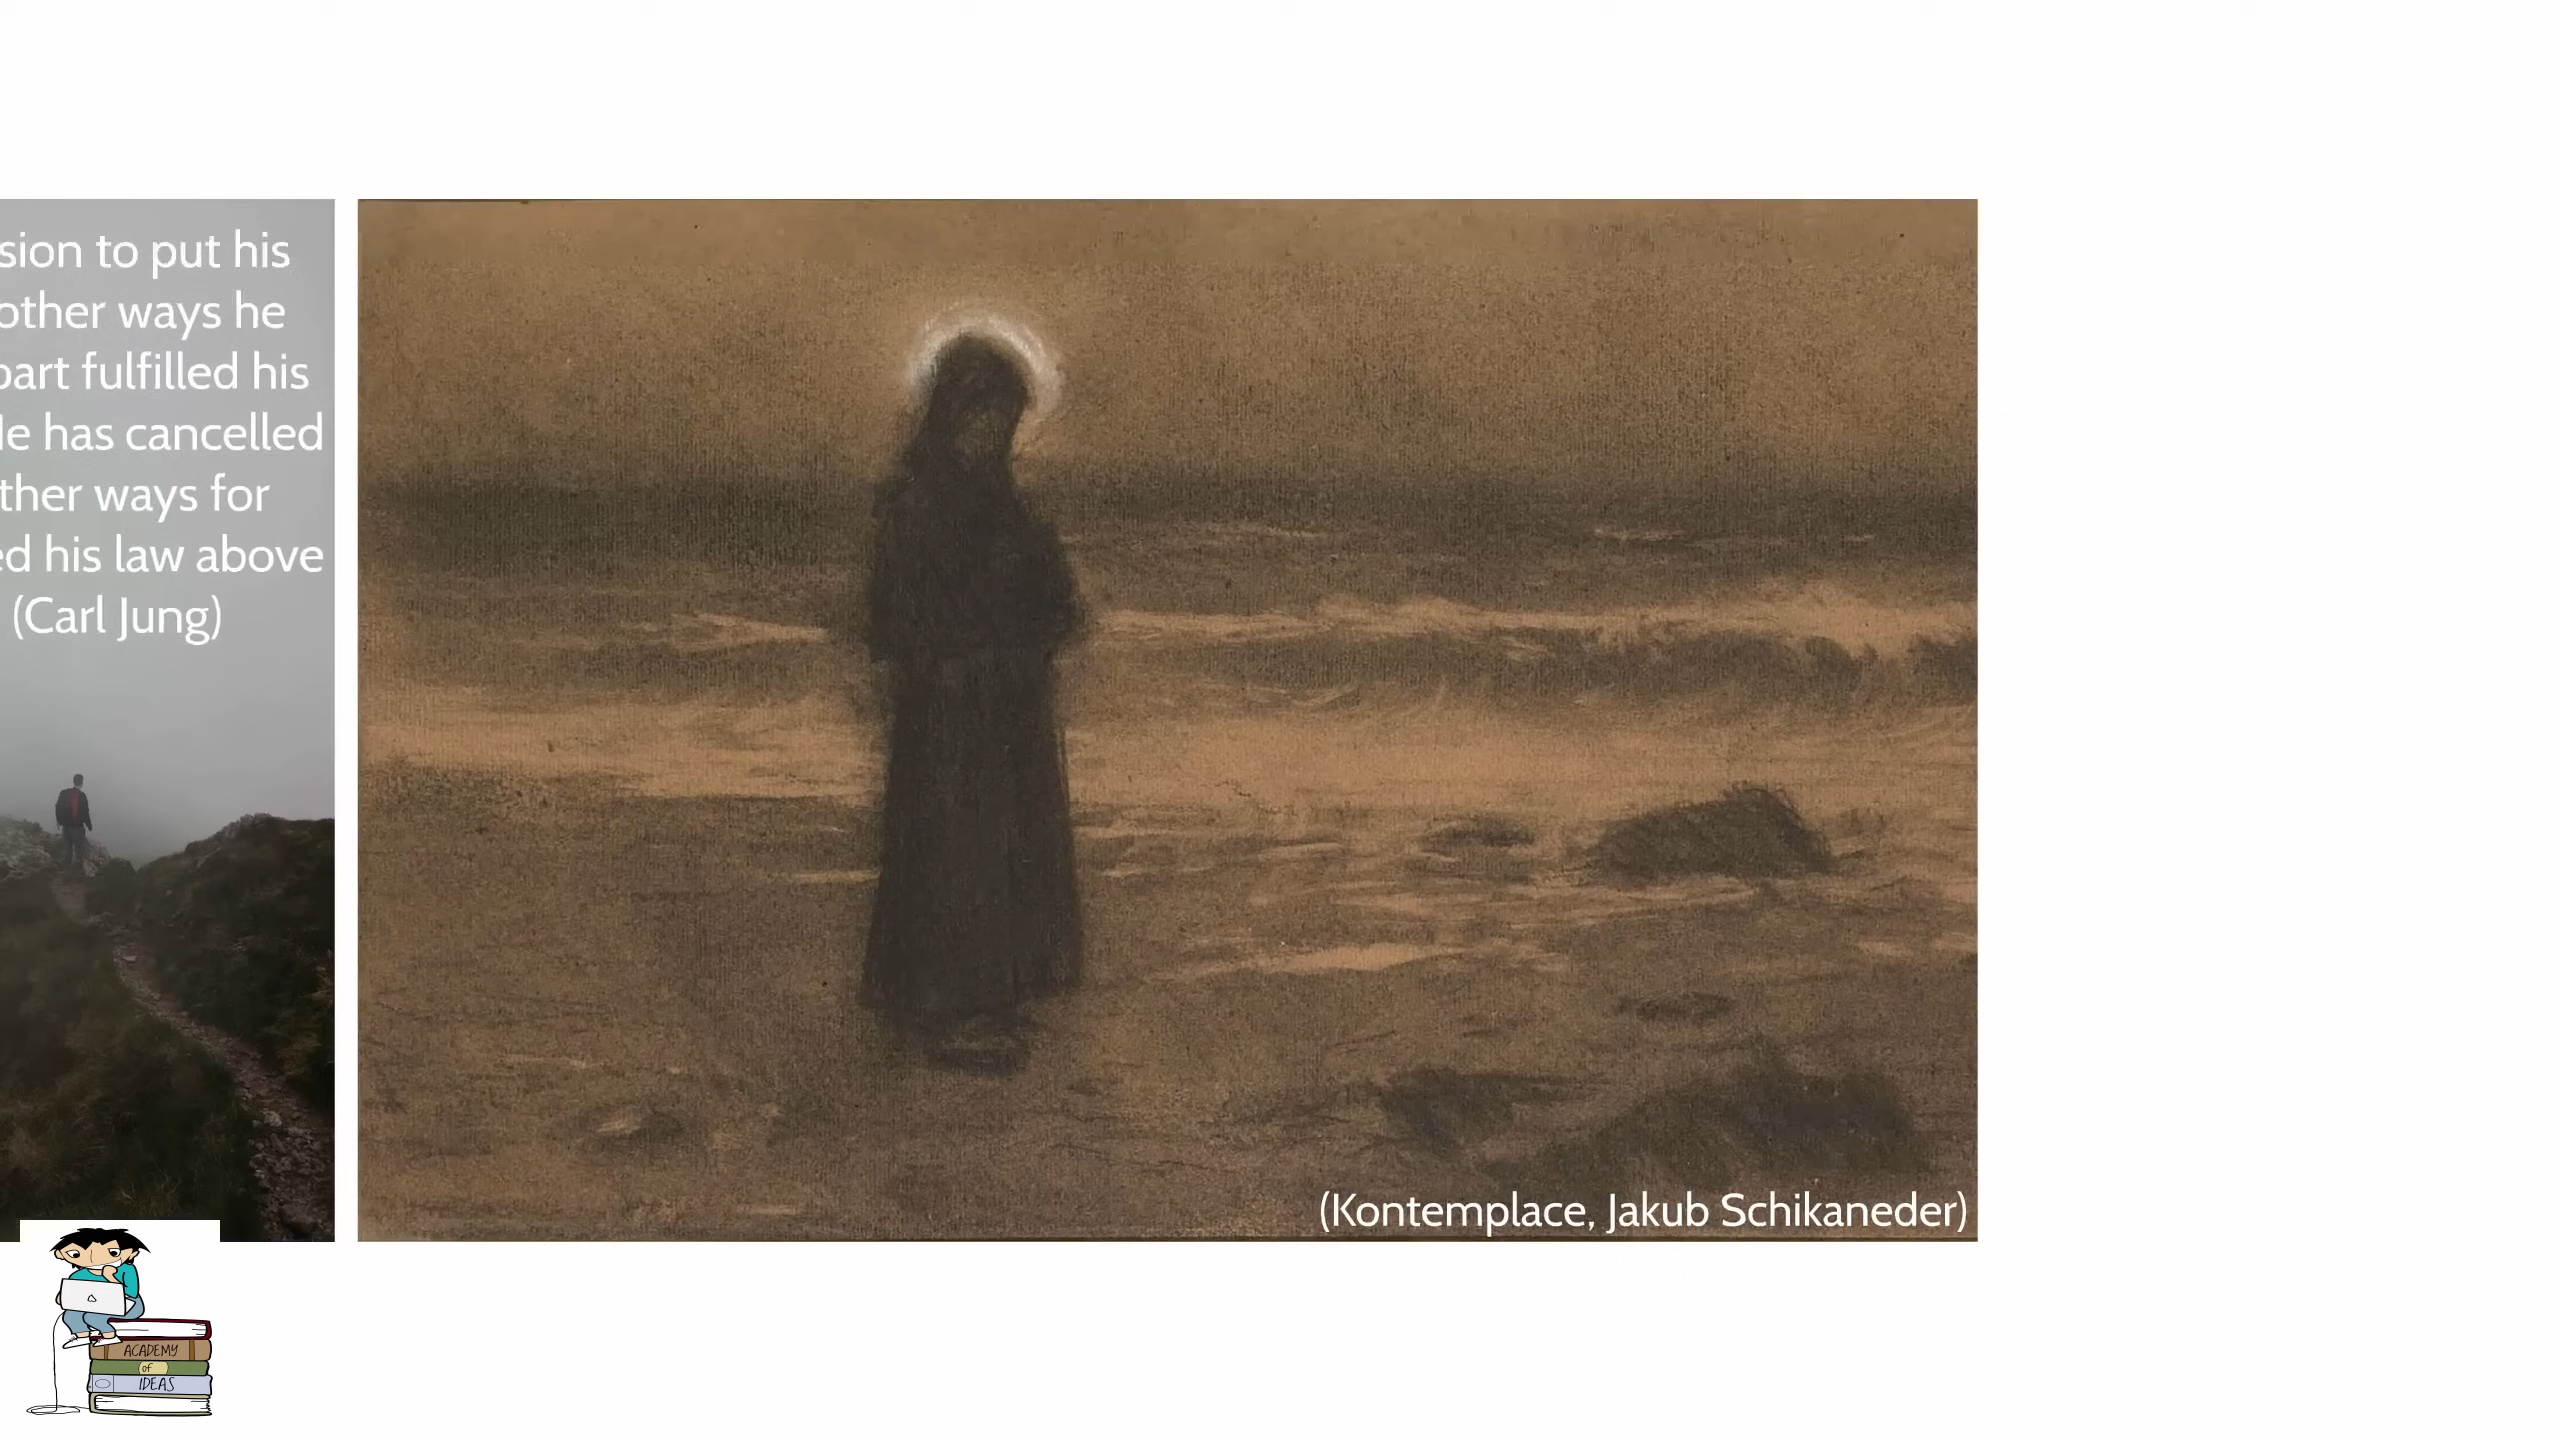 sion to put his
other ways he
part fulfilled his
He has cancelled
ther ways for
ed his law above
(Carl Jung)
(Kontemplace, Jakub Schikaneder)
ACADEMY
of
IDEAS